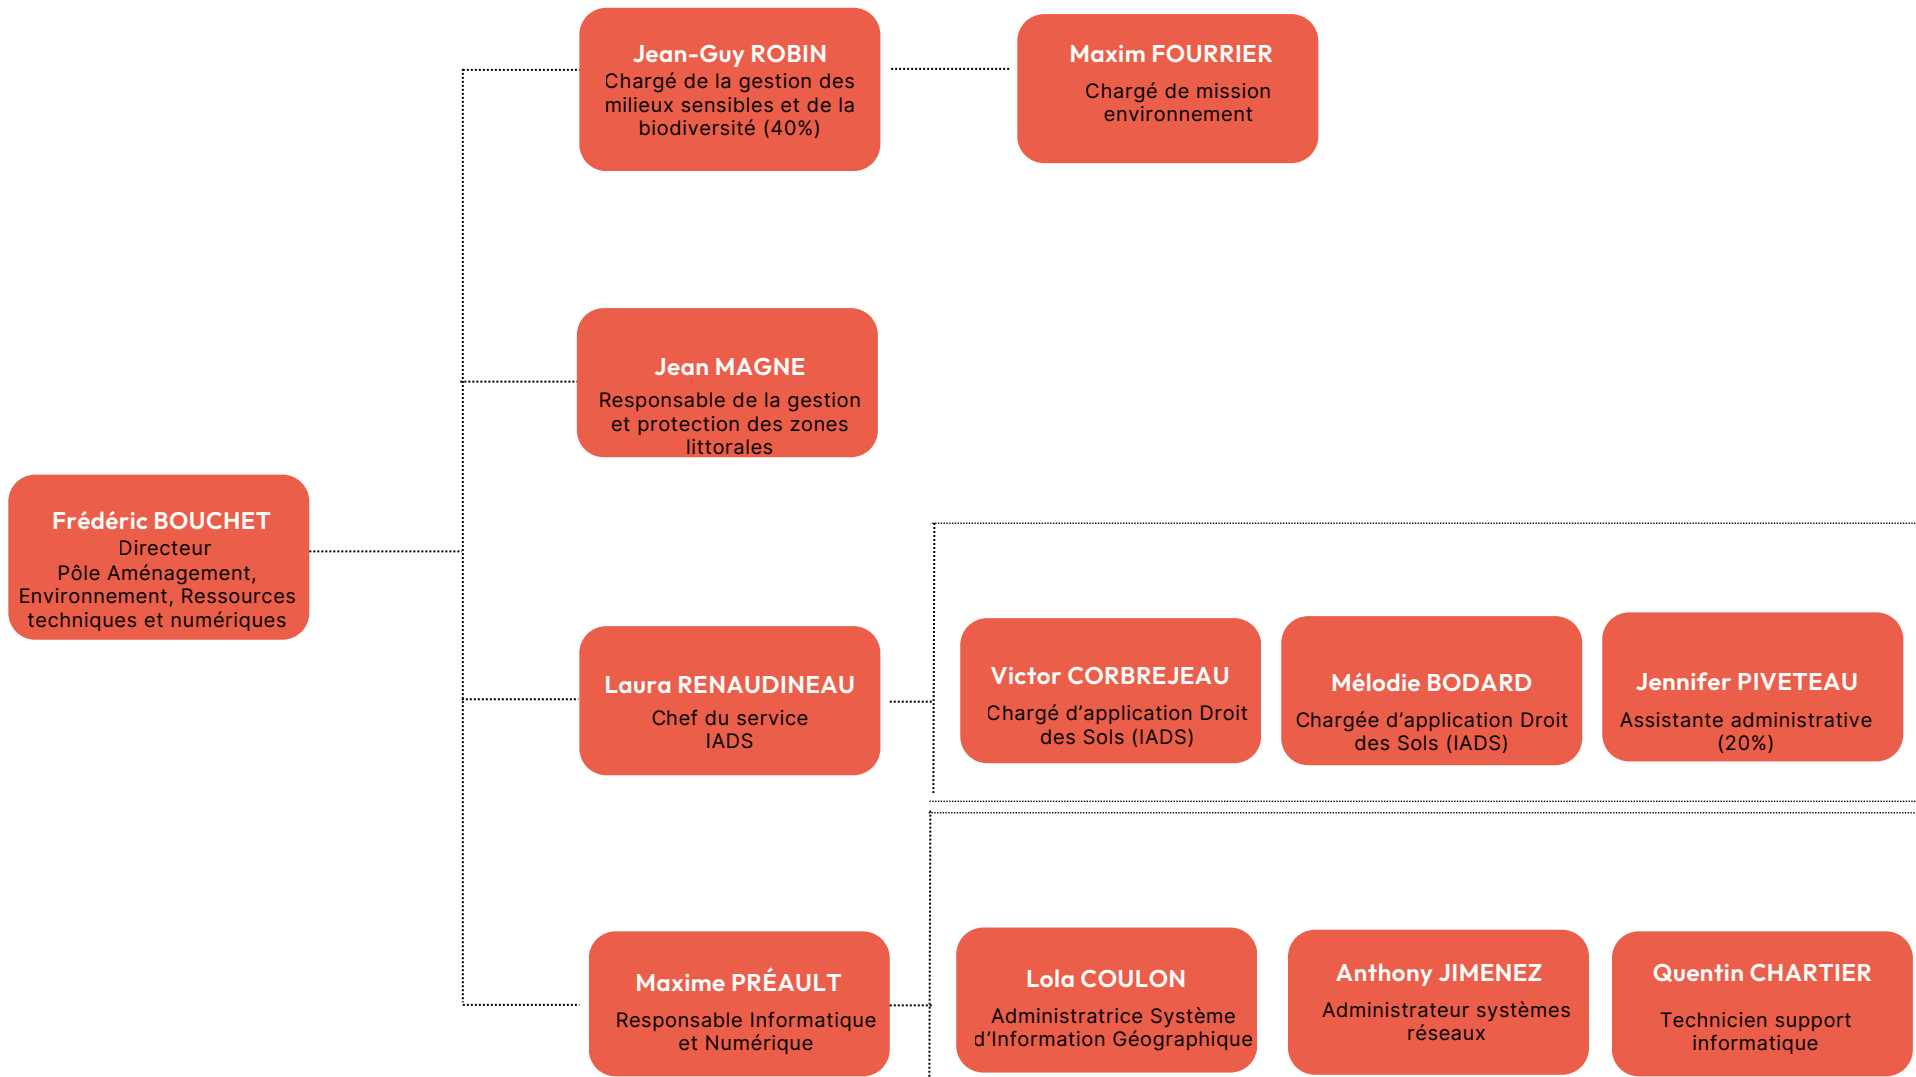 Jean-Guy ROBIN
Chargé de la gestion des
milieux sensibles et de la
biodiversité (40%)
Maxim FOURRIER
Chargé de mission
environnement
Jean MAGNE
Responsable de la gestion
et protection des zones
littorales
Frédéric BOUCHET
Directeur
Pôle Aménagement,
Environnement, Ressources
techniques et numériques
Laura RENAUDINEAU
Chef du service
IADS
Victor CORBREJEAU
Chargé d’application Droit
des Sols (IADS)
Mélodie BODARD
Chargée d’application Droit
des Sols (IADS)
Jennifer PIVETEAU
Assistante administrative
(20%)
Maxime PRÉAULT
Responsable Informatique
et Numérique
Lola COULON
Administratrice Système
d’Information Géographique
Anthony JIMENEZ
Administrateur systèmes
réseaux
Quentin CHARTIER
Technicien support
informatique